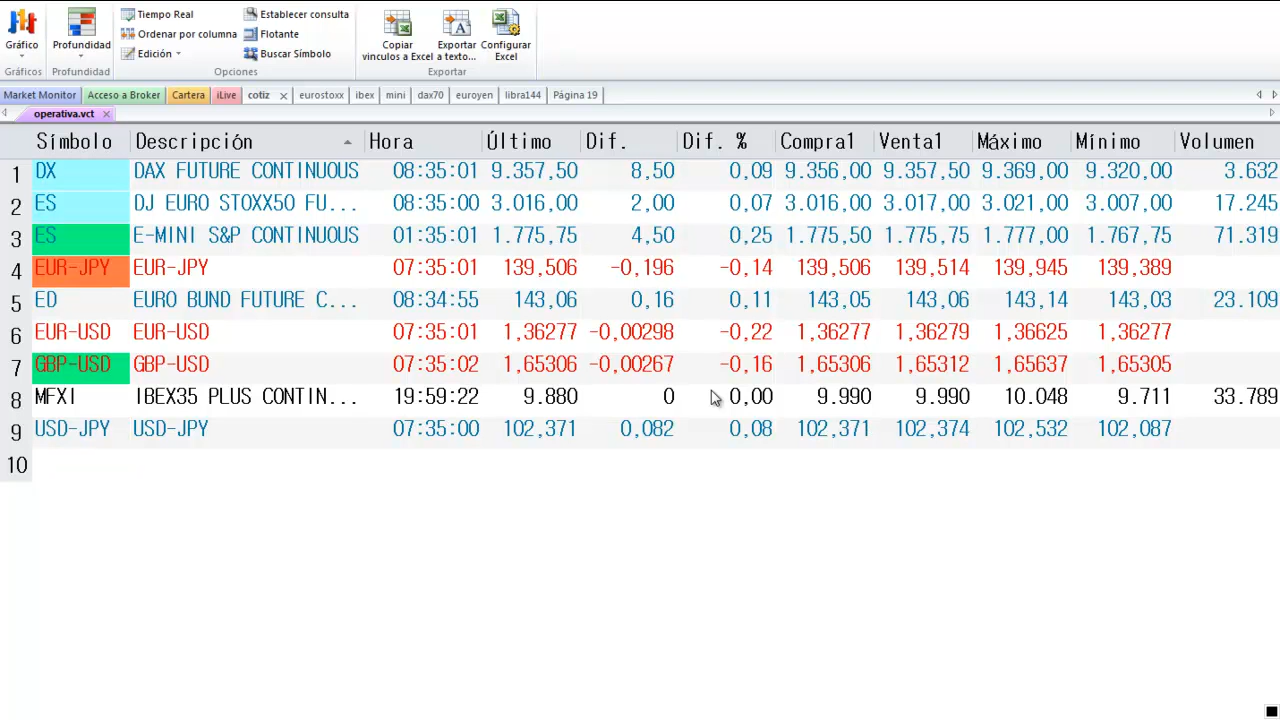 Gráfico
Gráficos
Profundidad
Profundidad
Tiempo Real
Ordenar por columna
Edición
Establecer consulta
Flotante
Buscar Símbolo
Opciones
Copiar
vinculos a Excel
Exportar
a texto...
Configurar
Excel
Exportar
Market Monitor Acceso a Broker Cartera iLive cotiz eurostoxx ibex mini dax70 euroyen libra144 Página 19
operativa.vct
Símbolo Descripción Hora Último Dif. Dif. % Compra1 Venta1 Máximo Mínimo Volumen
1 DX DAX FUTURE CONTINUOUS 08:35:01 9.357,50 8,50 0,09 9.356,00 9.357,50 9.369,00 9.320,00 3.632
2 ES DJ EURO STOXX50 FU... 08:35:00 3.016,00 2,00 0,07 3.016,00 3.017,00 3.021,00 3.007,00 17.245
3 ES E-MINI S&P CONTINUOUS 01:35:01 1.775,75 4,50 0,25 1.775,50 1.775,75 1.777,00 1.767,75 71.319
4 EUR-JPY EUR-JPY 07:35:01 139,506 -0,196 -0,14 139,506 139,514 139,945 139,389
5 ED EURO BUND FUTURE C... 08:34:55 143,06 0,16 0,11 143,05 143,06 143,14 143,03 23.109
6 EUR-USD EUR-USD 07:35:01 1,36277 -0,00298 -0,22 1,36277 1,36279 1,36625 1,36277
7 GBP-USD GBP-USD 07:35:02 1,65306 -0,00267 -0,16 1,65306 1,65312 1,65637 1,65305
8 MFXI IBEX35 PLUS CONTIN... 19:59:22 9.880 0 0,00 9.990 9.990 10.048 9.711 33.789
9 USD-JPY USD-JPY 07:35:00 102,371 0,082 0,08 102,371 102,374 102,532 102,087
10